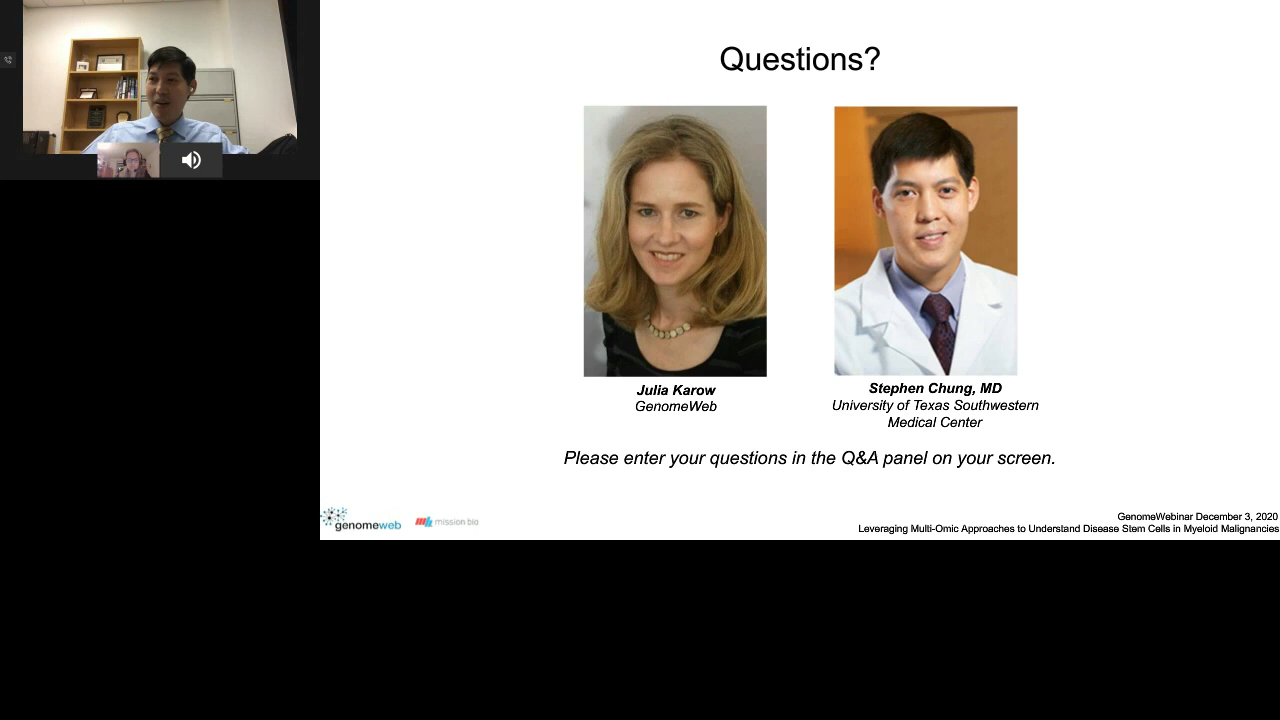 Questions?
Julia Karow
GenomeWeb
Stephen Chung, MD
University of Texas Southwestern
Medical Center
Please enter your questions in the Q&A panel on your screen.
genomeweb
mission bio
GenomeWebinar December 3, 2020
Leveraging Multi-Omic Approaches to Understand Disease Stem Cells in Myeloid Malignancies